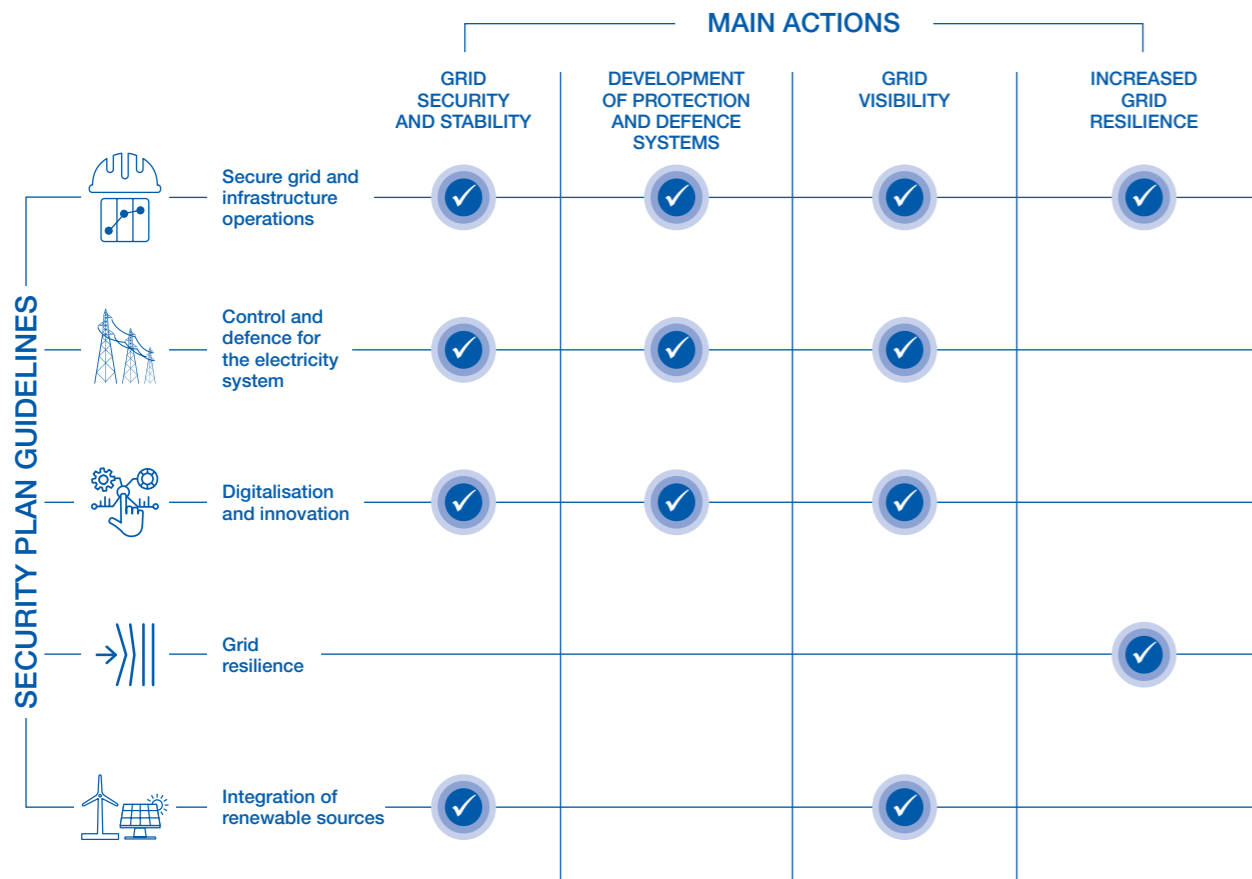 MAIN ACTIONS
GRID
SECURITY
AND STABILITY
DEVELOPMENT
OF PROTECTION
AND DEFENCE
SYSTEMS
GRID
VISIBILITY
INCREASED
GRID
RESILIENCE
SECURITY PLAN GUIDELINES
Secure grid and
infrastructure
operations
Control and
defence for
the electricity
system
Digitalisation
and innovation
Grid
resilience
Integration of
renewable sources